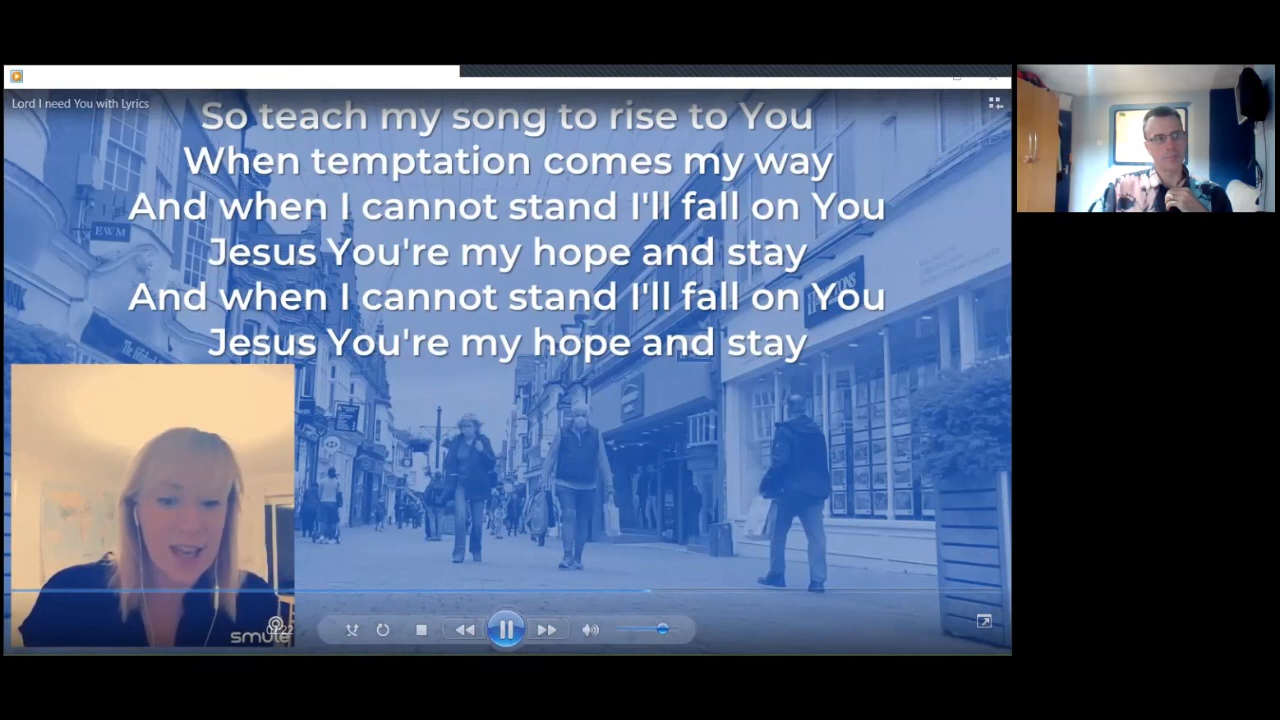 Lord I need You with Lyrics
So teach my song to rise to You
When temptation comes my way
And when I cannot stand I'll fall on You
Jesus You're my hope and stay
And when I cannot stand I'll fall on You
Jesus You're my hope and stay
EWM
smule